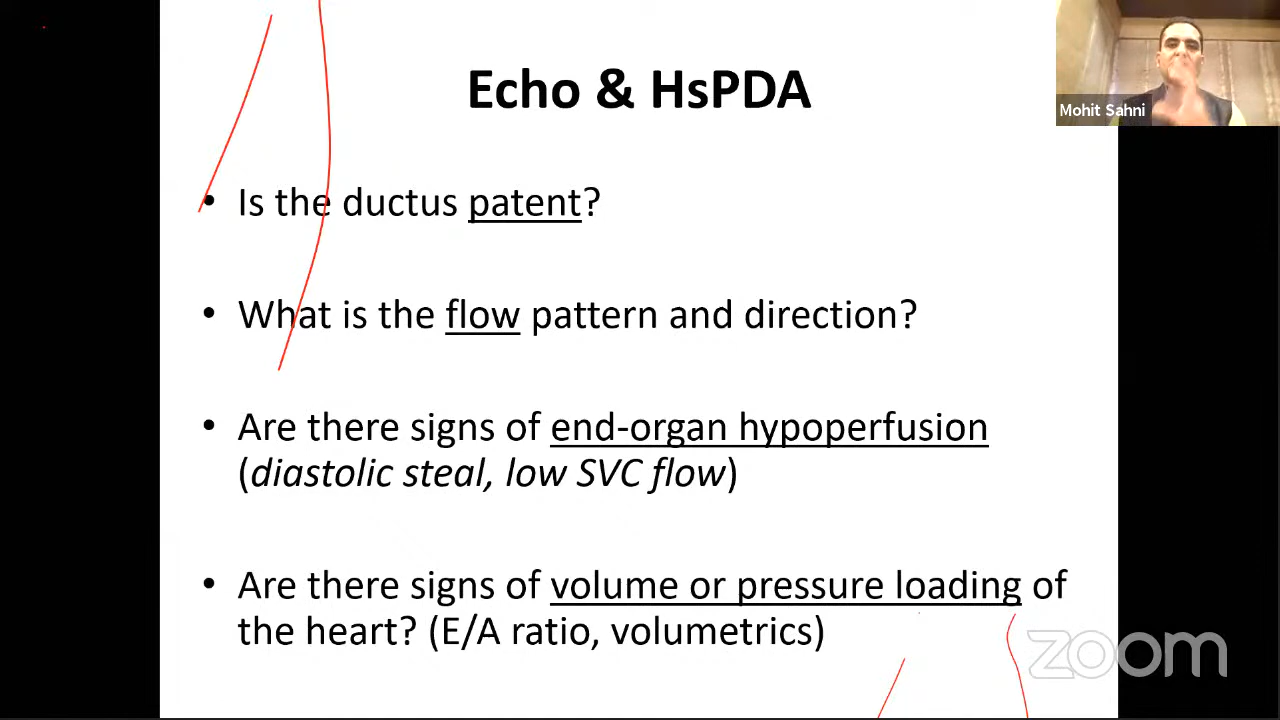 Echo & HsPDA
Mohit Sahni
• Is the ductus patent?
• What is the flow pattern and direction?
• Are there signs of end-organ hypoperfusion
(diastolic steal, low SVC flow)
• Are there signs of volume or pressure loading of
the heart? (E/A ratio, volumetrics)
zoom